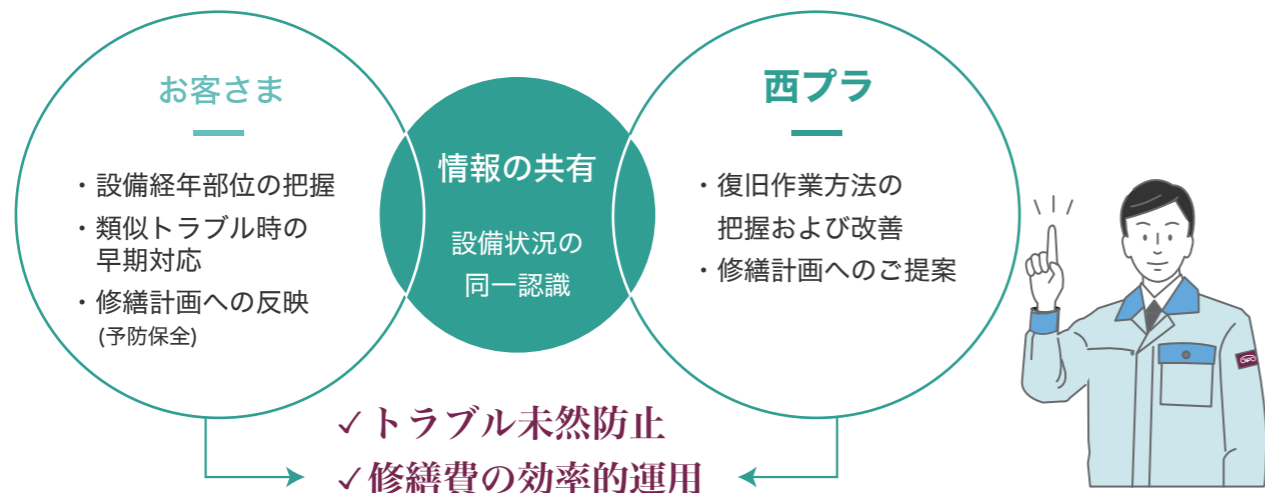 お客さま
・設備経年部位の把握
・類似トラブル時の
早期対応
・修繕計画への反映
(予防保全)
情報の共有
設備状況の
同一認識
西プラ
・復旧作業方法の
把握および改善
・修繕計画へのご提案
✓トラブル未然防止
✓修繕費の効率的運用